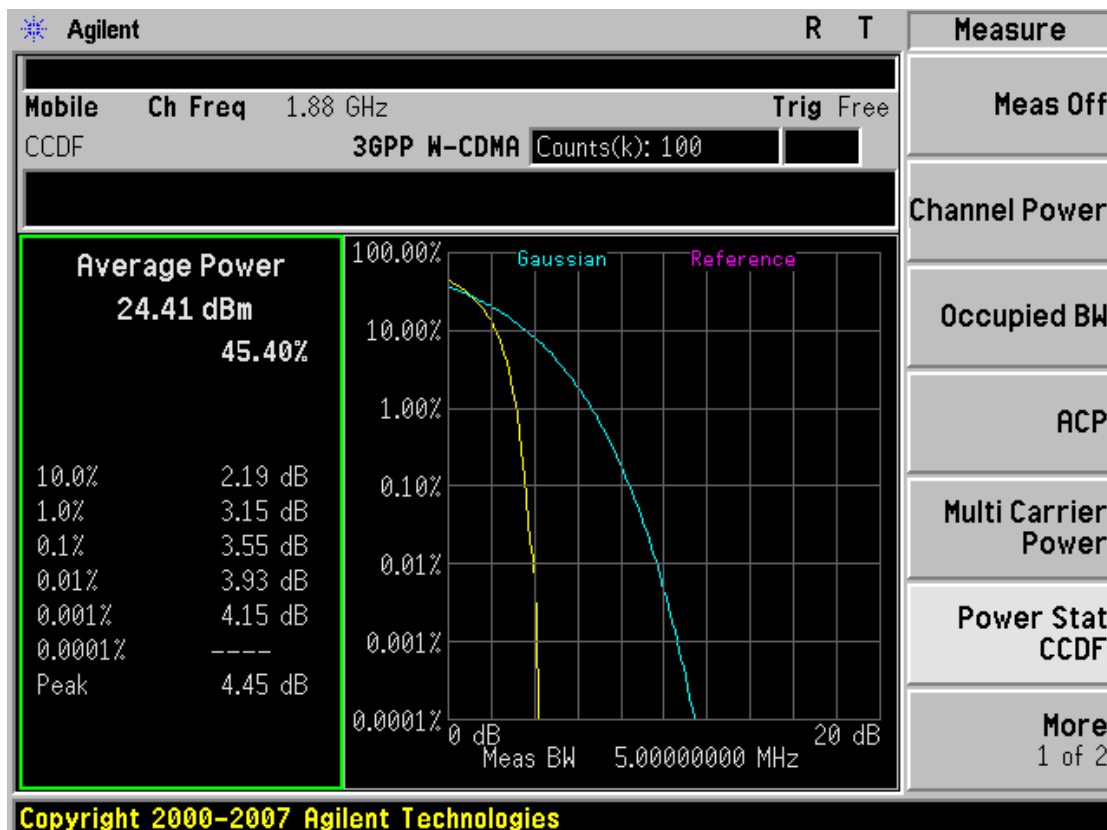 Agilent R T
Mobile Ch Freq 1.88 GHz Trig Free
CCDF 3GPP W-CDMA Counts(k): 100
Average Power
24.41 dBm
45.40%
10.0% 2.19 dB
1.0% 3.15 dB
0.1% 3.55 dB
0.01% 3.93 dB
0.001% 4.15 dB
0.0001% ----
Peak 4.45 dB
Gaussian Reference
100.00%
10.00%
1.00%
0.10%
0.01%
0.001%
0.0001%
0 dB 20 dB
Meas BW 5.00000000 MHz
Measure
Meas Off
Channel Power
Occupied BW
ACP
Multi Carrier
Power
Power Stat
CCDF
More
1 of 2
Copyright 2000-2007 Agilent Technologies